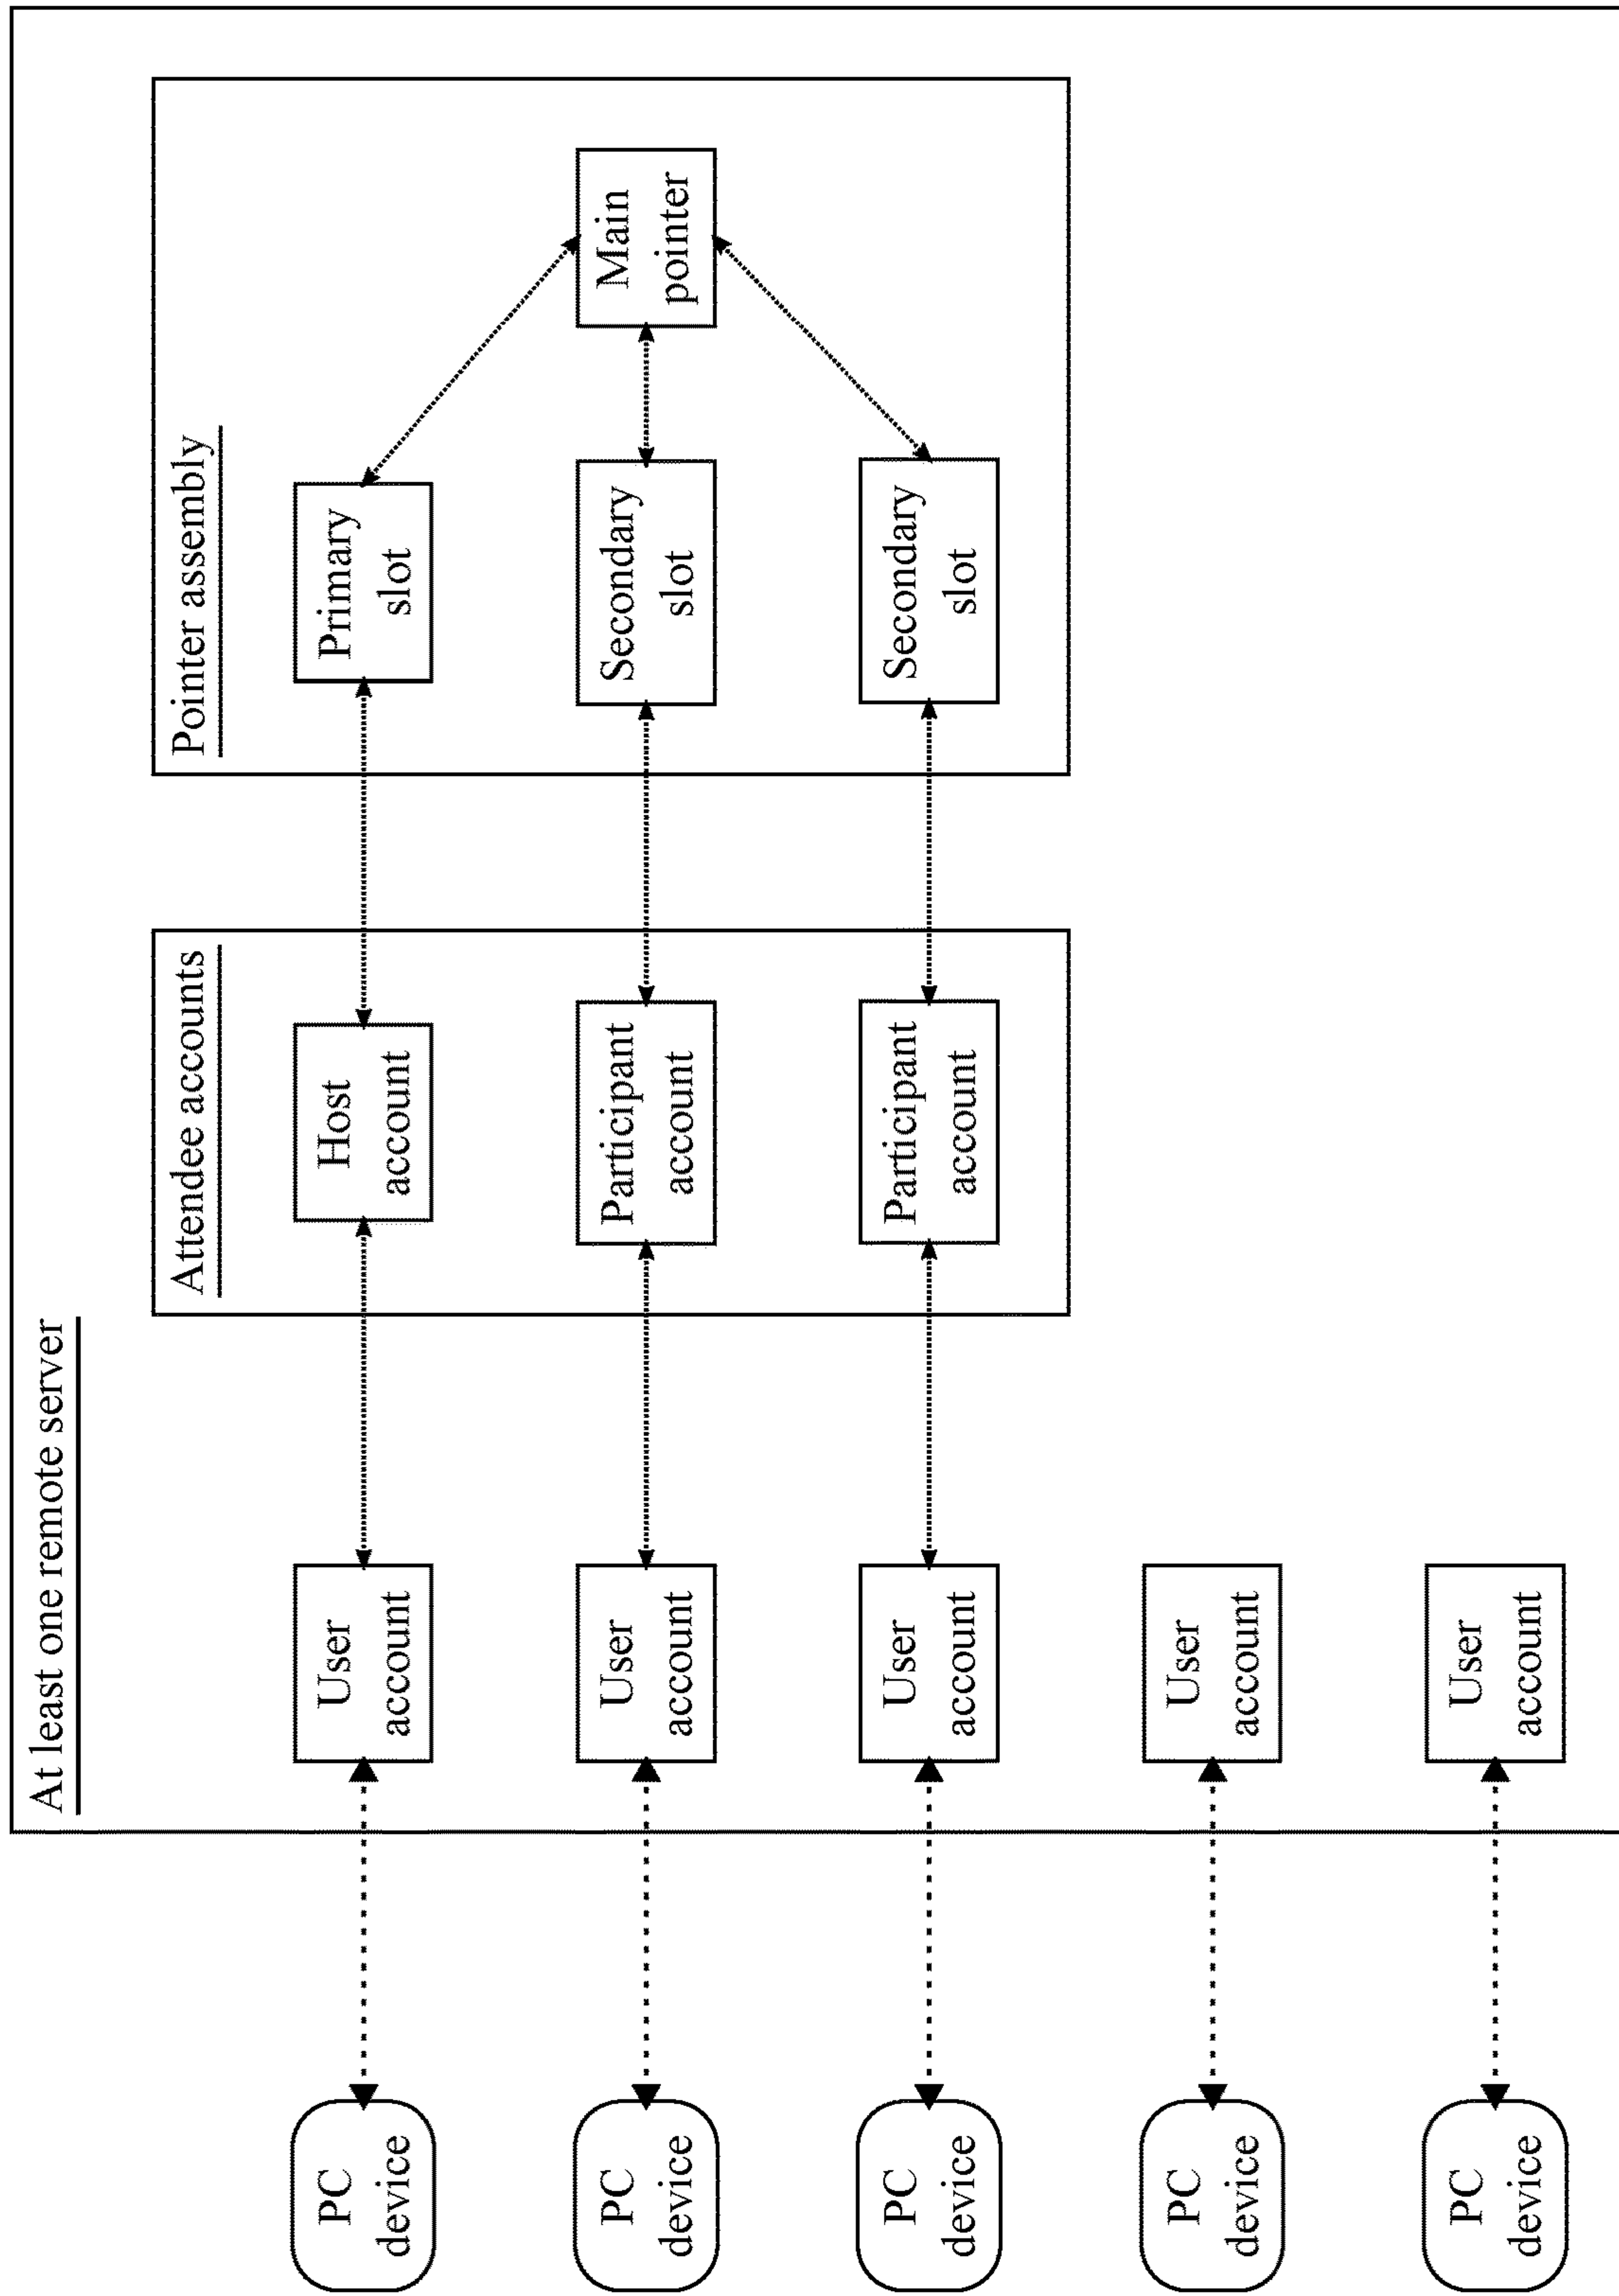 At least one remote server
Attendee accounts
Pointer assembly
PC
device
User
account
Host
account
Primary
slot
PC
device
User
account
Participant
account
Secondary
slot
Main
pointer
PC
device
User
account
Participant
account
Secondary
slot
PC
device
User
account
PC
device
User
account